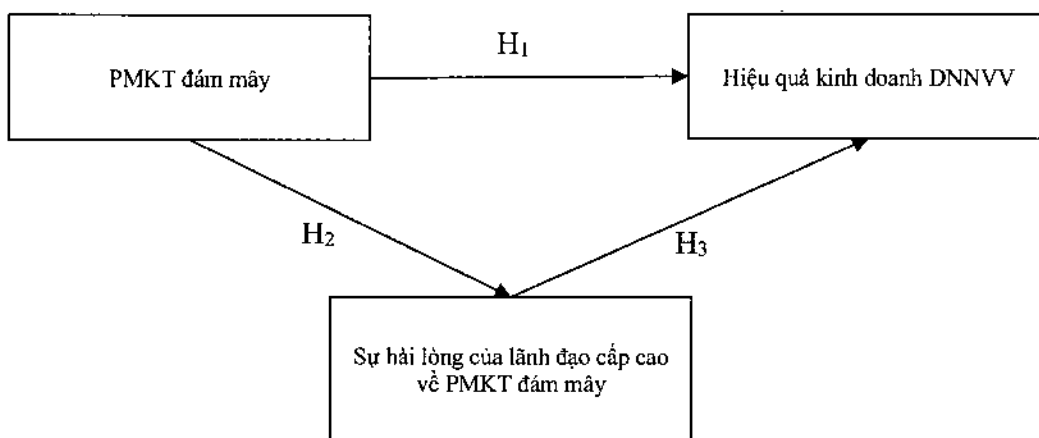 H₁
PMKT đám mây
Hiệu quả kinh doanh DNNVV
H₂
H₃
Sự hài lòng của lãnh đạo cấp cao
về PMKT đám mây